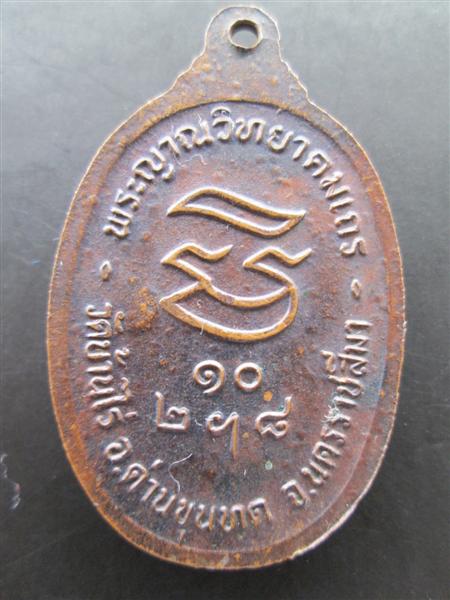 พระญาณวิทยาคมเถร
๑๐
๒ ฯ ๘
วัดบ้านไร่ อ.ด่านขุนทด จ.นครราชสีมา